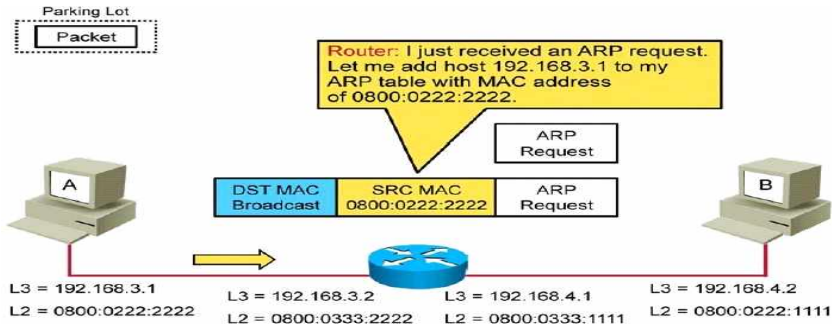 Parking Lot
Packet
Router: I just received an ARP request.
Let me add host 192.168.3.1 to my
ARP table with MAC address
of 0800:0222:2222.
ARP
Request
A
DST MAC
Broadcast
SRC MAC
0800:0222:2222
ARP
Request
B
L3 = 192.168.3.1
L2 = 0800:0222:2222
L3 = 192.168.3.2
L2 = 0800:0333:2222
L3 = 192.168.4.1
L2 = 0800:0333:1111
L3 = 192.168.4.2
L2 = 0800:0222:1111